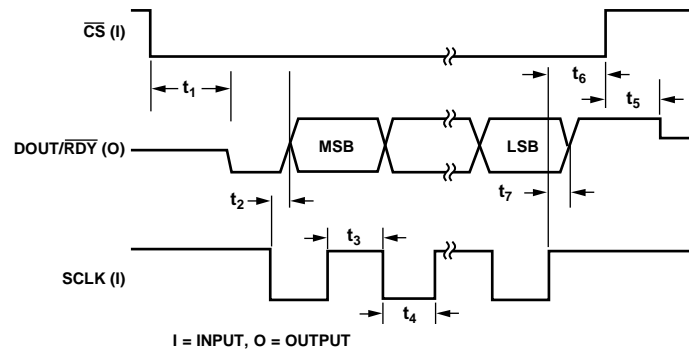 CS (I)
t6
t1
t5
DOUT/RDY (O)
MSB
LSB
t2
t7
t3
SCLK (I)
t4
I = INPUT, O = OUTPUT